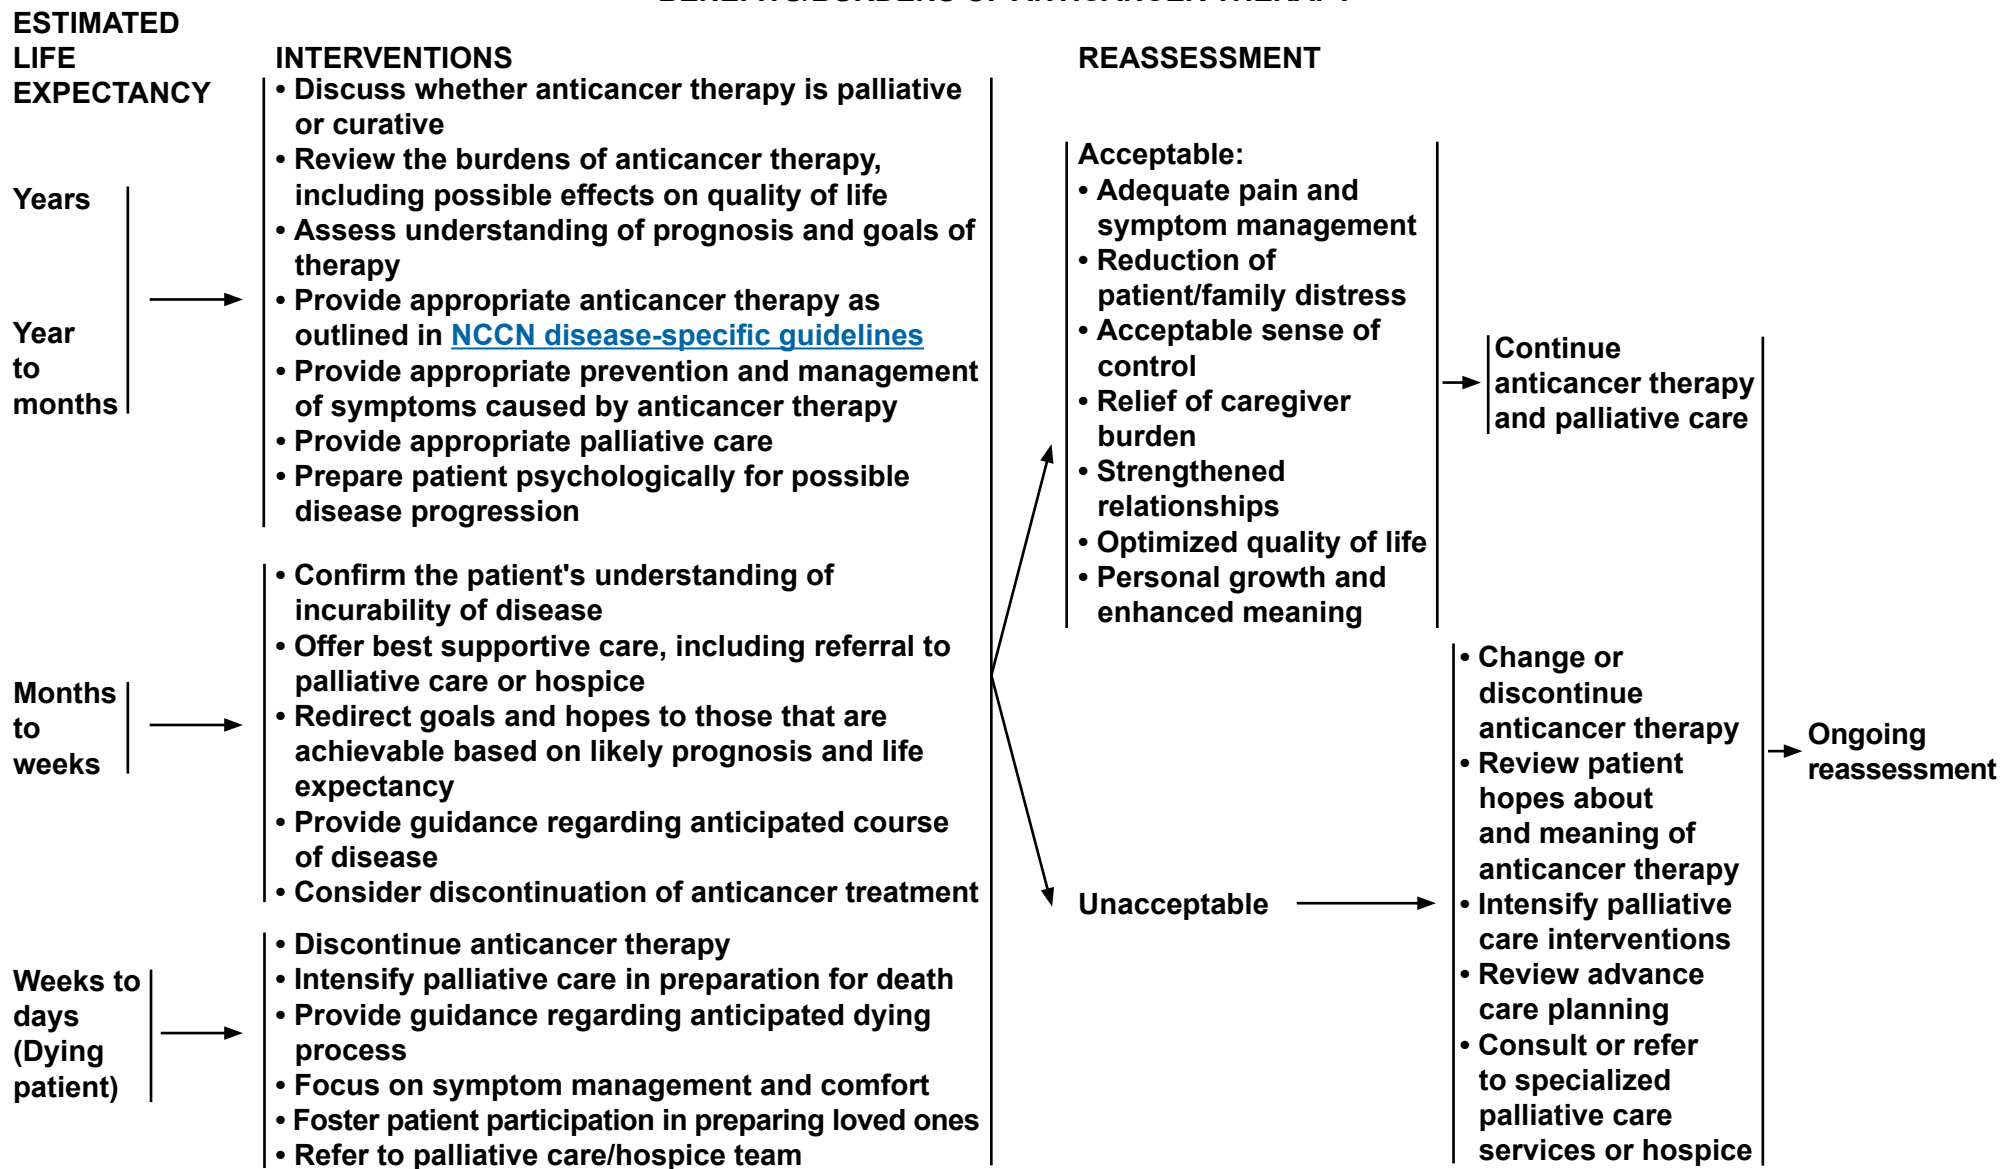 ESTIMATED
LIFE
EXPECTANCY
INTERVENTIONS
REASSESSMENT
Years
Year
to
months
• Discuss whether anticancer therapy is palliative
or curative
• Review the burdens of anticancer therapy,
including possible effects on quality of life
• Assess understanding of prognosis and goals of
therapy
• Provide appropriate anticancer therapy as
outlined in NCCN disease-specific guidelines
• Provide appropriate prevention and management
of symptoms caused by anticancer therapy
• Provide appropriate palliative care
• Prepare patient psychologically for possible
disease progression
Months
to
weeks
• Confirm the patient's understanding of
incurability of disease
• Offer best supportive care, including referral to
palliative care or hospice
• Redirect goals and hopes to those that are
achievable based on likely prognosis and life
expectancy
• Provide guidance regarding anticipated course
of disease
• Consider discontinuation of anticancer treatment
Weeks to
days
(Dying
patient)
• Discontinue anticancer therapy
• Intensify palliative care in preparation for death
• Provide guidance regarding anticipated dying
process
• Focus on symptom management and comfort
• Foster patient participation in preparing loved ones
• Refer to palliative care/hospice team
Acceptable:
• Adequate pain and
symptom management
• Reduction of
patient/family distress
• Acceptable sense of
control
• Relief of caregiver
burden
• Strengthened
relationships
• Optimized quality of life
• Personal growth and
enhanced meaning
Continue
anticancer therapy
and palliative care
Unacceptable
• Change or
discontinue
anticancer therapy
• Review patient
hopes about
and meaning of
anticancer therapy
• Intensify palliative
care interventions
• Review advance
care planning
• Consult or refer
to specialized
palliative care
services or hospice
Ongoing
reassessment